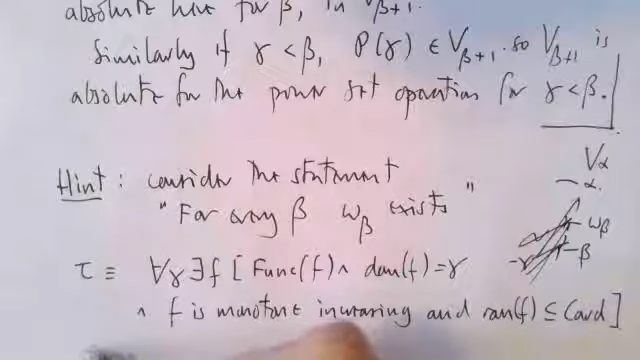 absolute here for β, in Vβ+1.
Similarly if γ < β, P(γ) ∈ Vβ+1. so Vβ+1 is
absolute for the power set operation for γ < β.
Hint: consider the statement
"For every β ωβ exists"
τ ≡ ∀γ∃f [Func(f) ∧ dom(f)=γ
∧ f is monotone increasing and ran(f) ⊆ Card]
Vα
α
ωβ
β